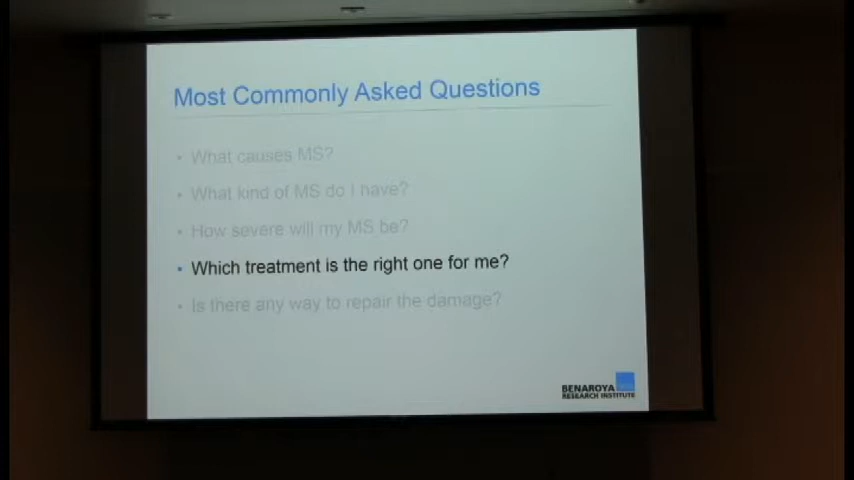 Most Commonly Asked Questions
• What causes MS?
• What kind of MS do I have?
• How severe will my MS be?
• Which treatment is the right one for me?
• Is there any way to repair the damage?
BENAROYA
RESEARCH INSTITUTE